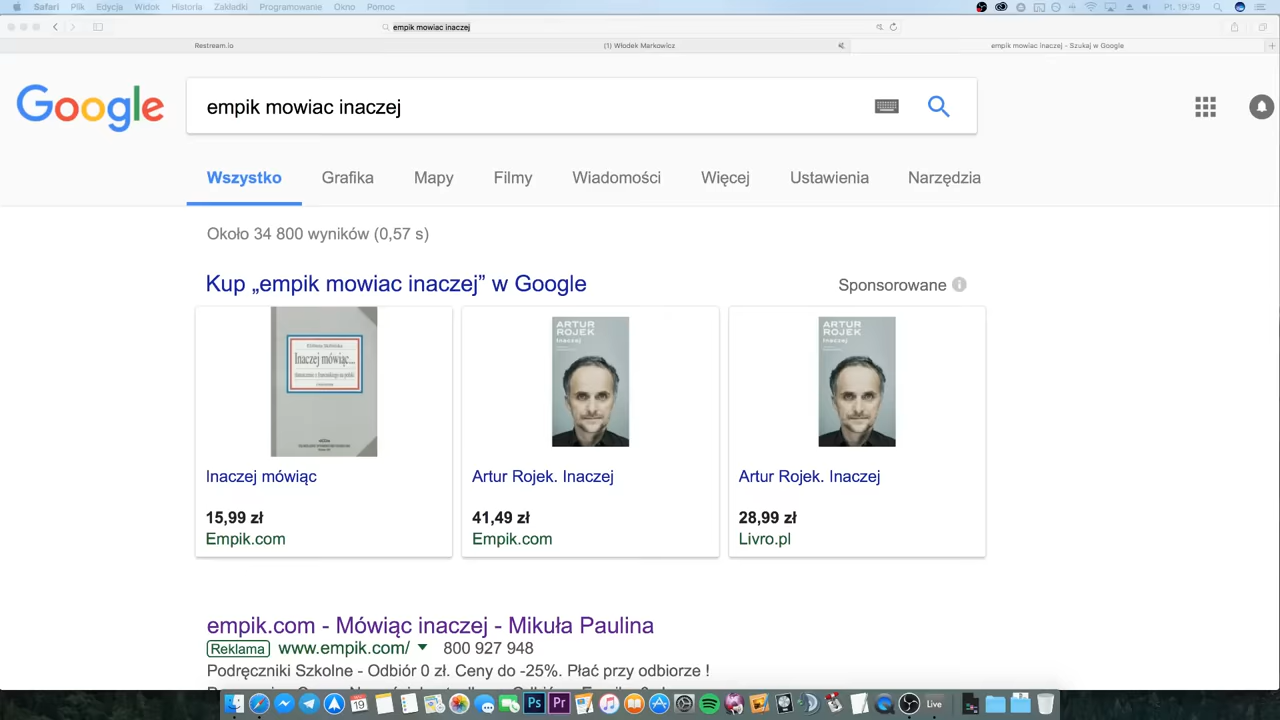 Safari Plik Edycja Widok Historia Zakładki Programowanie Okno Pomoc Pt. 19:39
empik mowiac inaczej
Restream.io (1) Włodek Markowicz empik mowiac inaczej - Szukaj w Google
Google
empik mowiac inaczej
Wszystko Grafika Mapy Filmy Wiadomości Więcej Ustawienia Narzędzia
Około 34 800 wyników (0,57 s)
Kup „empik mowiac inaczej” w Google Sponsorowane
Inaczej mówiąc...
ARTUR
ROJEK
Inaczej
ARTUR
ROJEK
Inaczej
Inaczej mówiąc Artur Rojek. Inaczej Artur Rojek. Inaczej
15,99 zł 41,49 zł 28,99 zł
Empik.com Empik.com Livro.pl
empik.com - Mówiąc inaczej - Mikuła Paulina
Reklama www.empik.com/ 800 927 948
Podręczniki Szkolne - Odbiór 0 zł. Ceny do -25%. Płać przy odbiorze !
19 Ps Pr Live